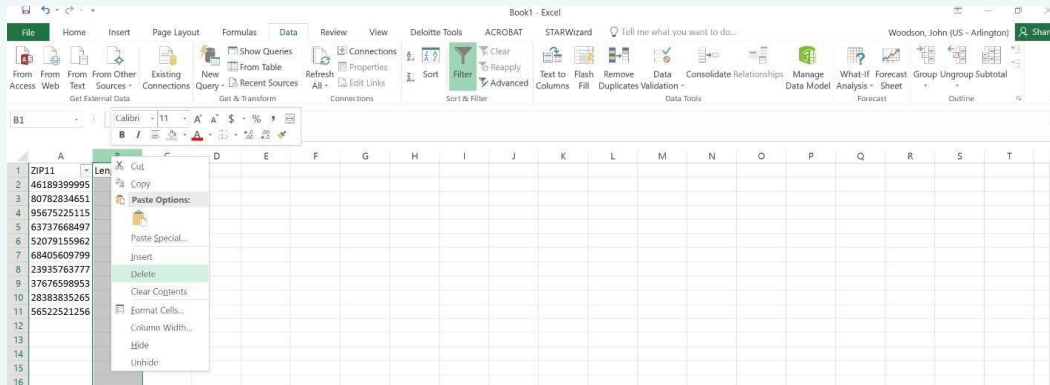 Book1 - Excel
File Home Insert Page Layout Formulas Data Review View Deloitte Tools ACROBAT STARWizard Tell me what you want to do... Woodson, John (US - Arlington) Share
Show Queries Connections Clear
From Table Properties Reapply
Recent Sources Edit Links Advanced
From Access From Web From Text From Other Sources Existing Connections New Query Refresh All Sort Filter Text to Columns Flash Fill Remove Duplicates Data Validation Consolidate Relationships Manage Data Model What-If Analysis Forecast Sheet Group Ungroup Subtotal
Get External Data Get & Transform Connections Sort & Filter Data Tools Forecast Outline
B1 Calibri 11 A A $ % ,
B I A .0 .00
A B C D E F G H I J K L M N O P Q R S T
1 ZIP11
2 46189399995
3 80782834651
4 95675225115
5 63737668497
6 52079155962
7 68405609799
8 23935763777
9 37676598953
10 28383835265
11 56522521256
12
13
14
15
16
Cut
Copy
Paste Options:
Paste Special...
Insert
Delete
Clear Contents
Format Cells...
Column Width...
Hide
Unhide